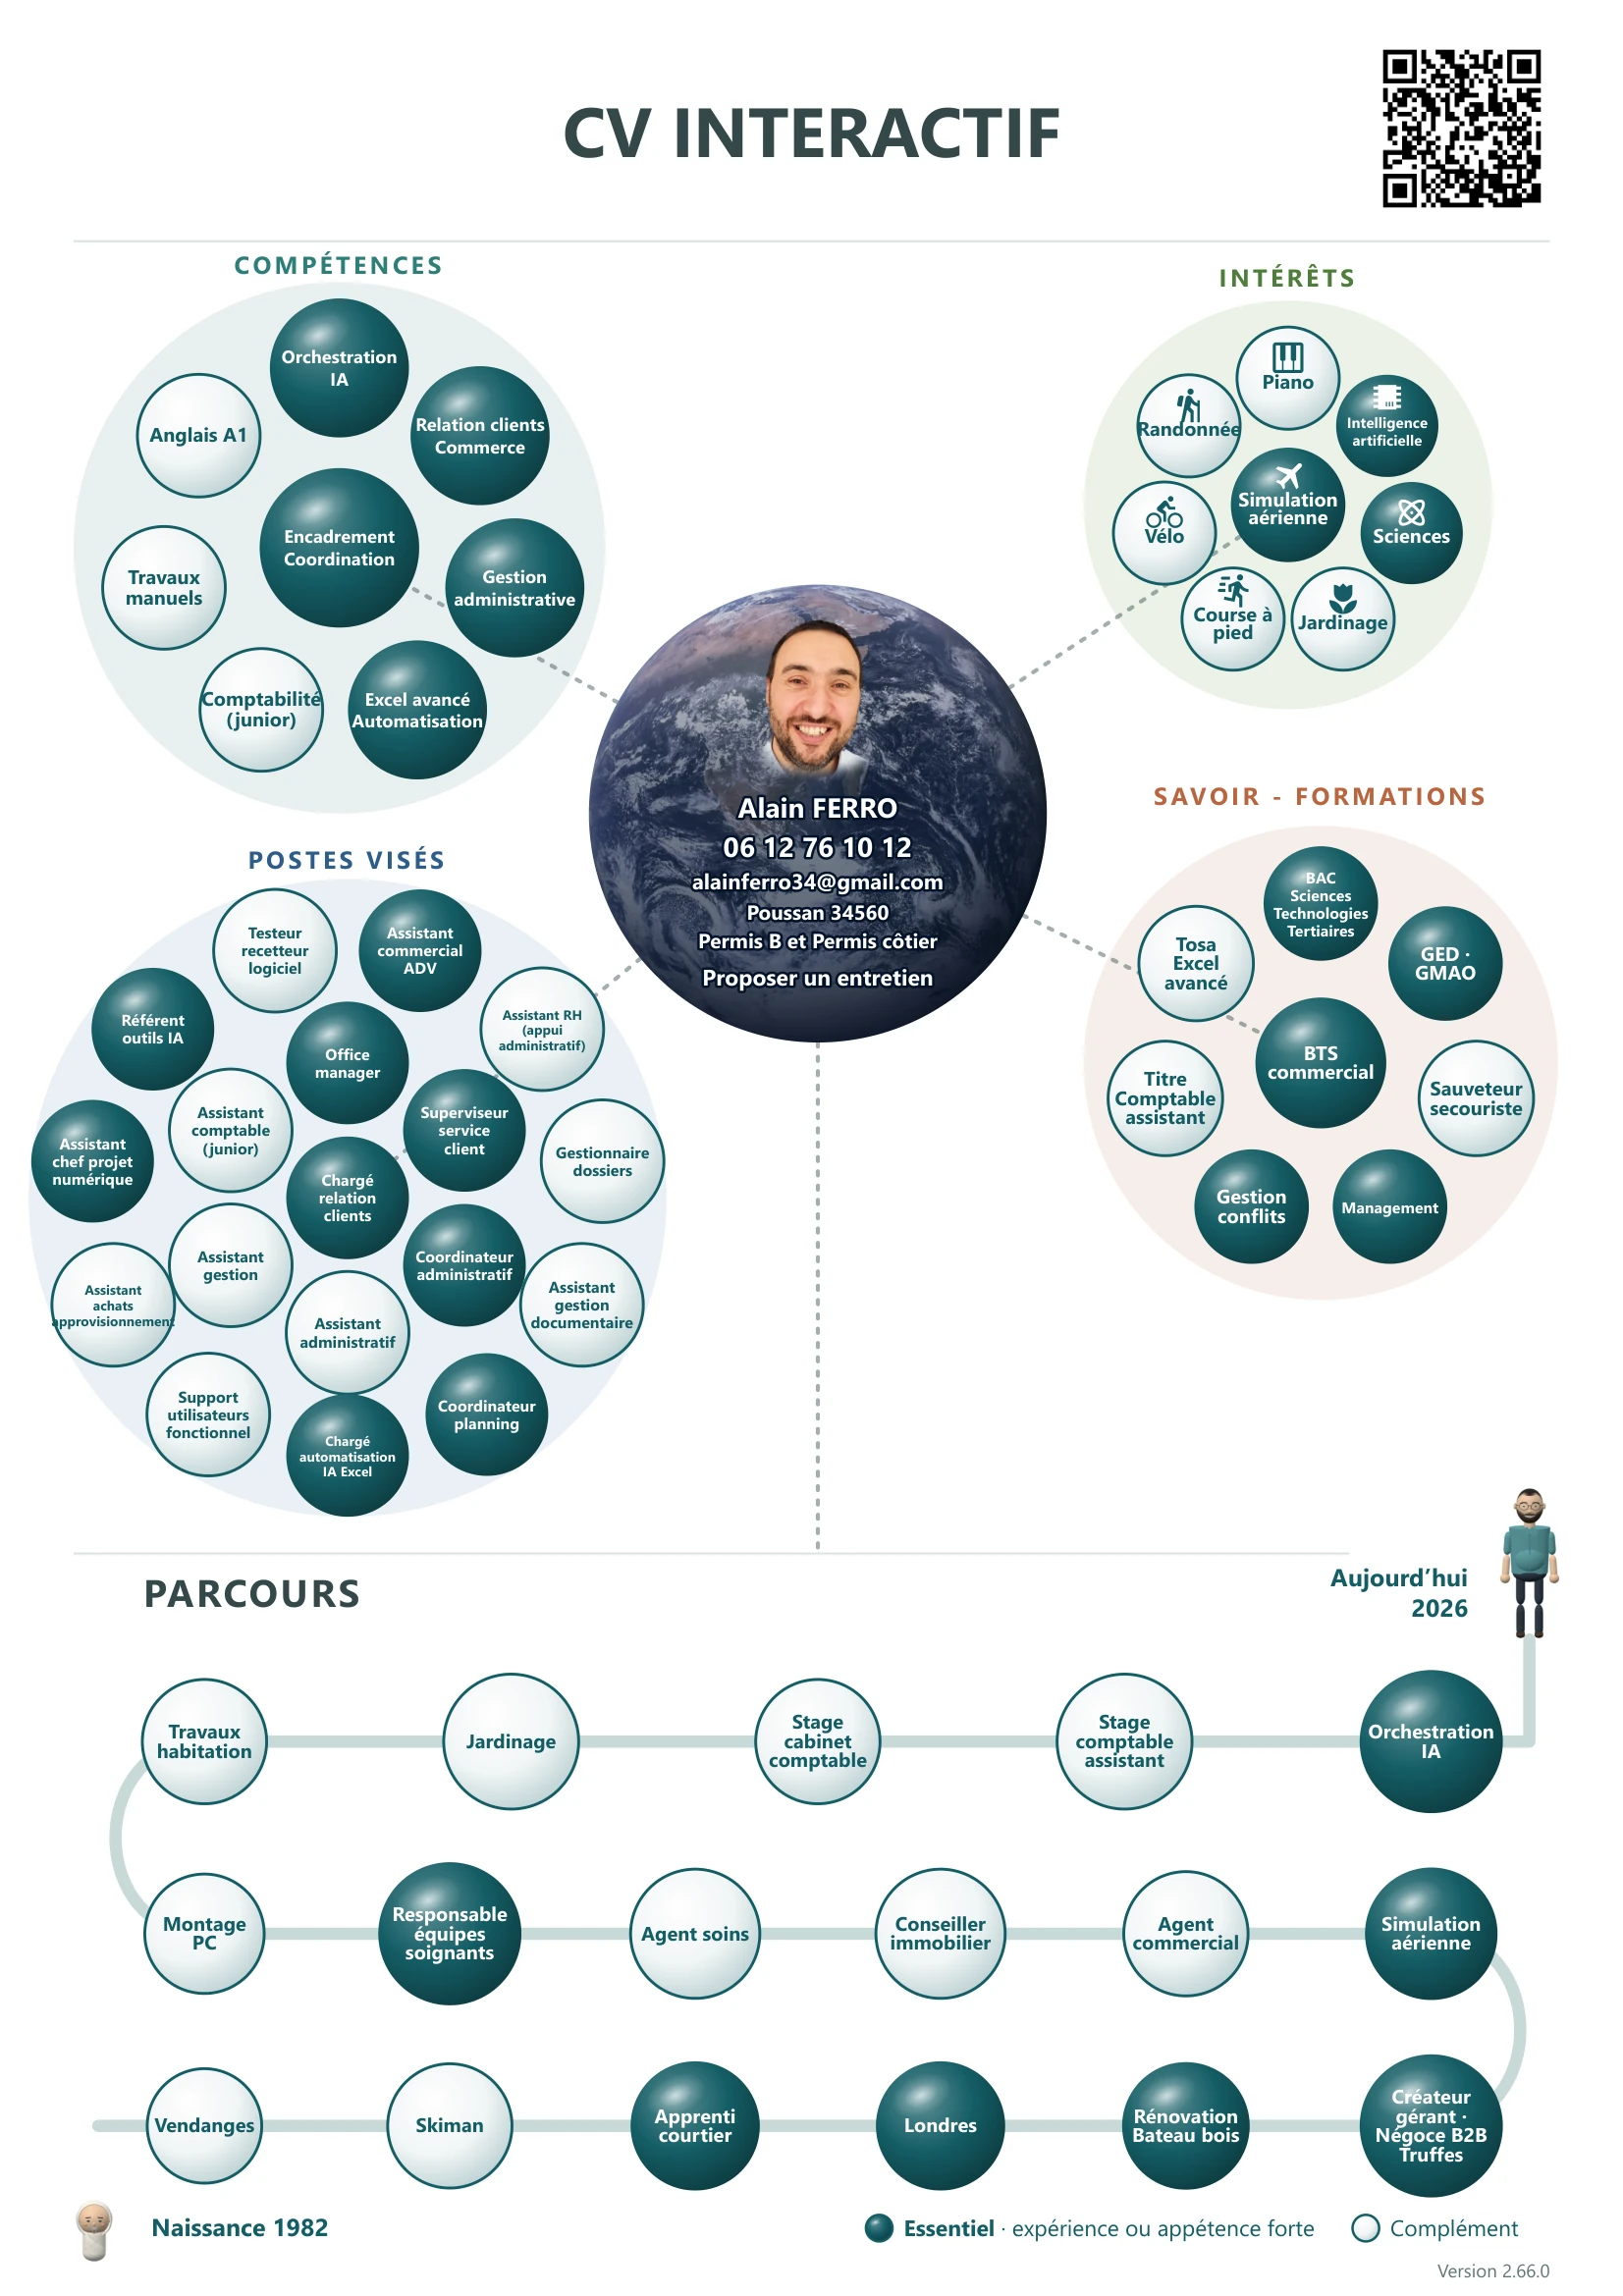 CV INTERACTIF
COMPÉTENCES
Orchestration
IA
Anglais A1
Relation clients
Commerce
Encadrement
Coordination
Travaux
manuels
Gestion
administrative
Comptabilité
(junior)
Excel avancé
Automatisation
INTÉRÊTS
Piano
Randonnée
Intelligence
artificielle
Simulation
aérienne
Vélo
Sciences
Course à
pied
Jardinage
Alain FERRO
06 12 76 10 12
alainferro34@gmail.com
Poussan 34560
Permis B et Permis côtier
Proposer un entretien
POSTES VISÉS
Testeur
recetteur
logiciel
Assistant
commercial
ADV
Référent
outils IA
Office
manager
Assistant RH
(appui
administratif)
Assistant
chef projet
numérique
Assistant
comptable
(junior)
Superviseur
service
client
Gestionnaire
dossiers
Chargé
relation
clients
Assistant
gestion
Coordinateur
administratif
Assistant
achats
approvisionnement
Assistant
administratif
Assistant
gestion
documentaire
Support
utilisateurs
fonctionnel
Chargé
automatisation
IA Excel
Coordinateur
planning
SAVOIR - FORMATIONS
BAC
Sciences
Technologies
Tertiaires
Tosa
Excel
avancé
GED ·
GMAO
BTS
commercial
Titre
Comptable
assistant
Sauveteur
secouriste
Gestion
conflits
Management
PARCOURS
Aujourd’hui
2026
Travaux
habitation
Jardinage
Stage
cabinet
comptable
Stage
comptable
assistant
Orchestration
IA
Montage
PC
Responsable
équipes
soignants
Agent soins
Conseiller
immobilier
Agent
commercial
Simulation
aérienne
Vendanges
Skiman
Apprenti
courtier
Londres
Rénovation
Bateau bois
Créateur
gérant ·
Négoce B2B
Truffes
Naissance 1982
Essentiel · expérience ou appétence forte
Complément
Version 2.66.0